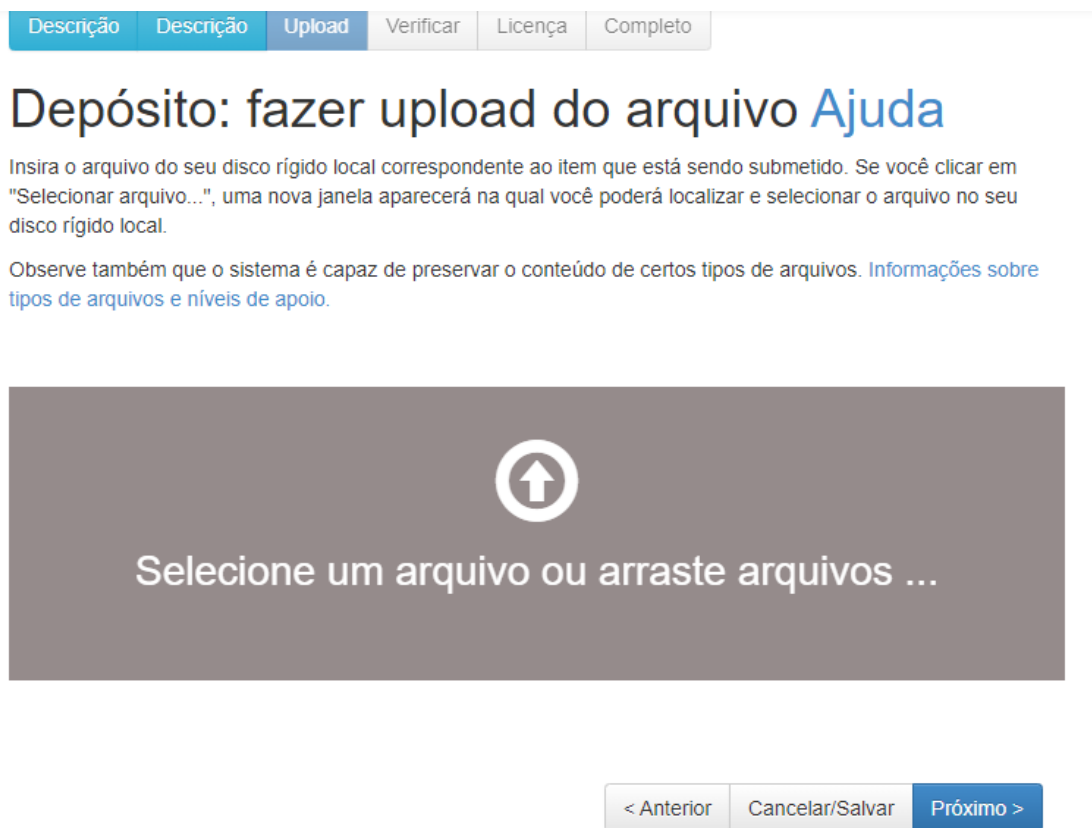 Descrição Descrição Upload Verificar Licença Completo
Depósito: fazer upload do arquivo Ajuda
Insira o arquivo do seu disco rígido local correspondente ao item que está sendo submetido. Se você clicar em
"Selecionar arquivo...", uma nova janela aparecerá na qual você poderá localizar e selecionar o arquivo no seu
disco rígido local.
Observe também que o sistema é capaz de preservar o conteúdo de certos tipos de arquivos. Informações sobre
tipos de arquivos e níveis de apoio.
Selecione um arquivo ou arraste arquivos ...
< Anterior Cancelar/Salvar Próximo >